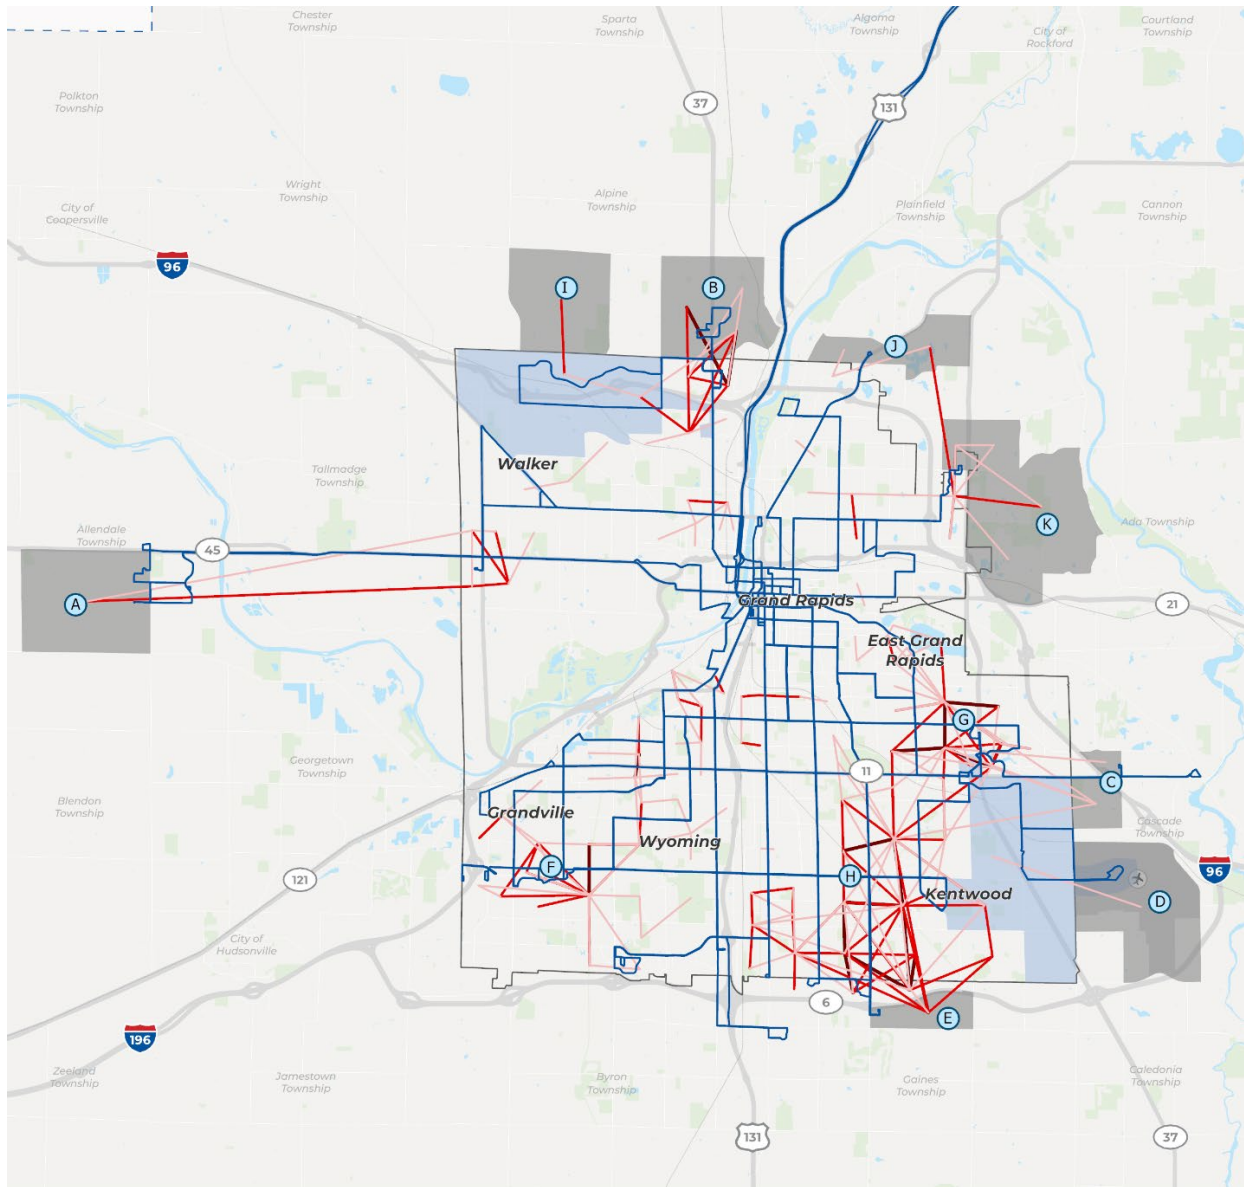 Chester
Township
Sparta
Township
Algoma
Township
City of
Rockford
Courtland
Township
Polkton
Township
37
131
Wright
Township
Alpine
Township
Plainfield
Township
Cannon
Township
City of
Coopersville
96
I
B
J
Walker
Tallmadge
Township
K
Allendale
Township
45
Ada Township
A
Grand Rapids
21
East Grand
Rapids
G
Georgetown
Township
11
C
Blendon
Township
Grandville
Cascade
Township
Wyoming
F
H
96
121
Kentwood
D
City of
Hudsonville
6
E
196
Zeeland
Township
Jamestown
Township
Byron
Township
Gaines
Township
Caledonia
Township
131
37